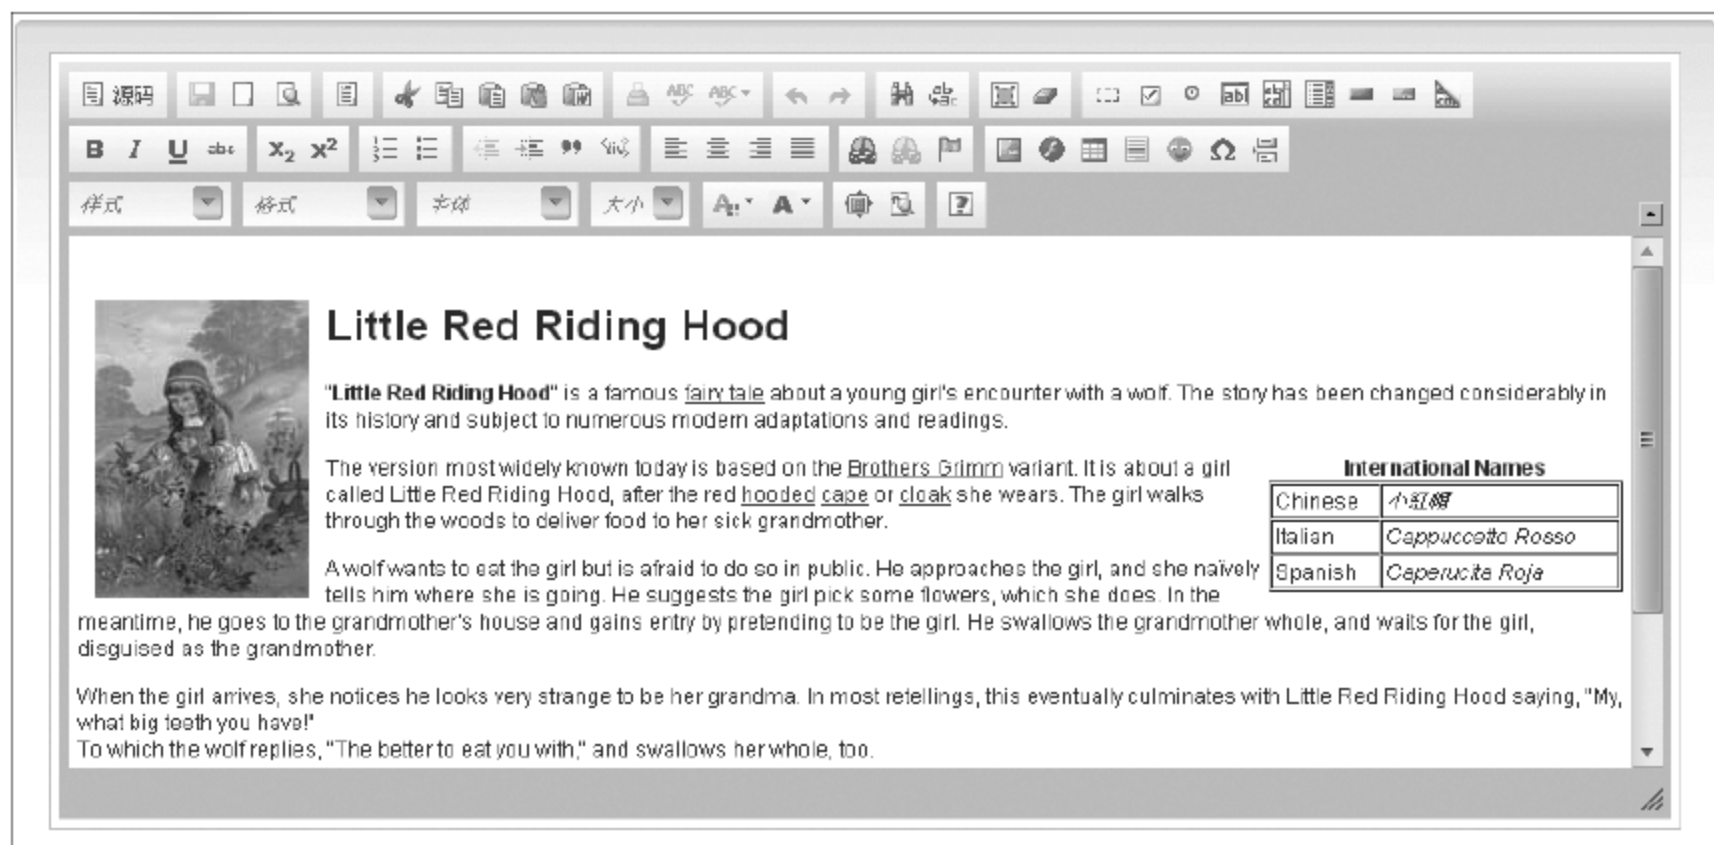 源码
ABC ABC
B I U abc X₂ X²
样式 格式 字体 大小 A A ?
Little Red Riding Hood
"Little Red Riding Hood" is a famous fairy tale about a young girl's encounter with a wolf. The story has been changed considerably in
its history and subject to numerous modern adaptations and readings.
The version most widely known today is based on the Brothers Grimm variant. It is about a girl
called Little Red Riding Hood, after the red hooded cape or cloak she wears. The girl walks
through the woods to deliver food to her sick grandmother.
International Names
Chinese 小紅帽
Italian Cappuccetto Rosso
Spanish Caperucita Roja
A wolf wants to eat the girl but is afraid to do so in public. He approaches the girl, and she naïvely
tells him where she is going. He suggests the girl pick some flowers, which she does. In the
meantime, he goes to the grandmother's house and gains entry by pretending to be the girl. He swallows the grandmother whole, and waits for the girl,
disguised as the grandmother.
When the girl arrives, she notices he looks very strange to be her grandma. In most retellings, this eventually culminates with Little Red Riding Hood saying, "My,
what big teeth you have!"
To which the wolf replies, "The better to eat you with," and swallows her whole, too.